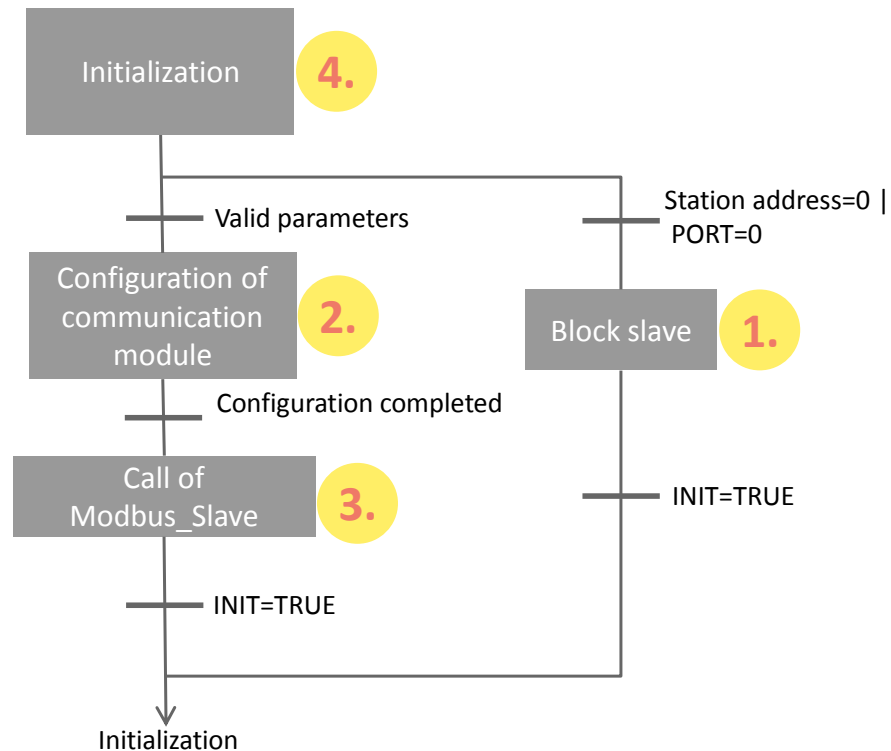 Initialization
4.
Valid parameters
Station address=0 |
PORT=0
Configuration of
communication
module
2.
Block slave
1.
Configuration completed
Call of
Modbus_Slave
3.
INIT=TRUE
INIT=TRUE
Initialization